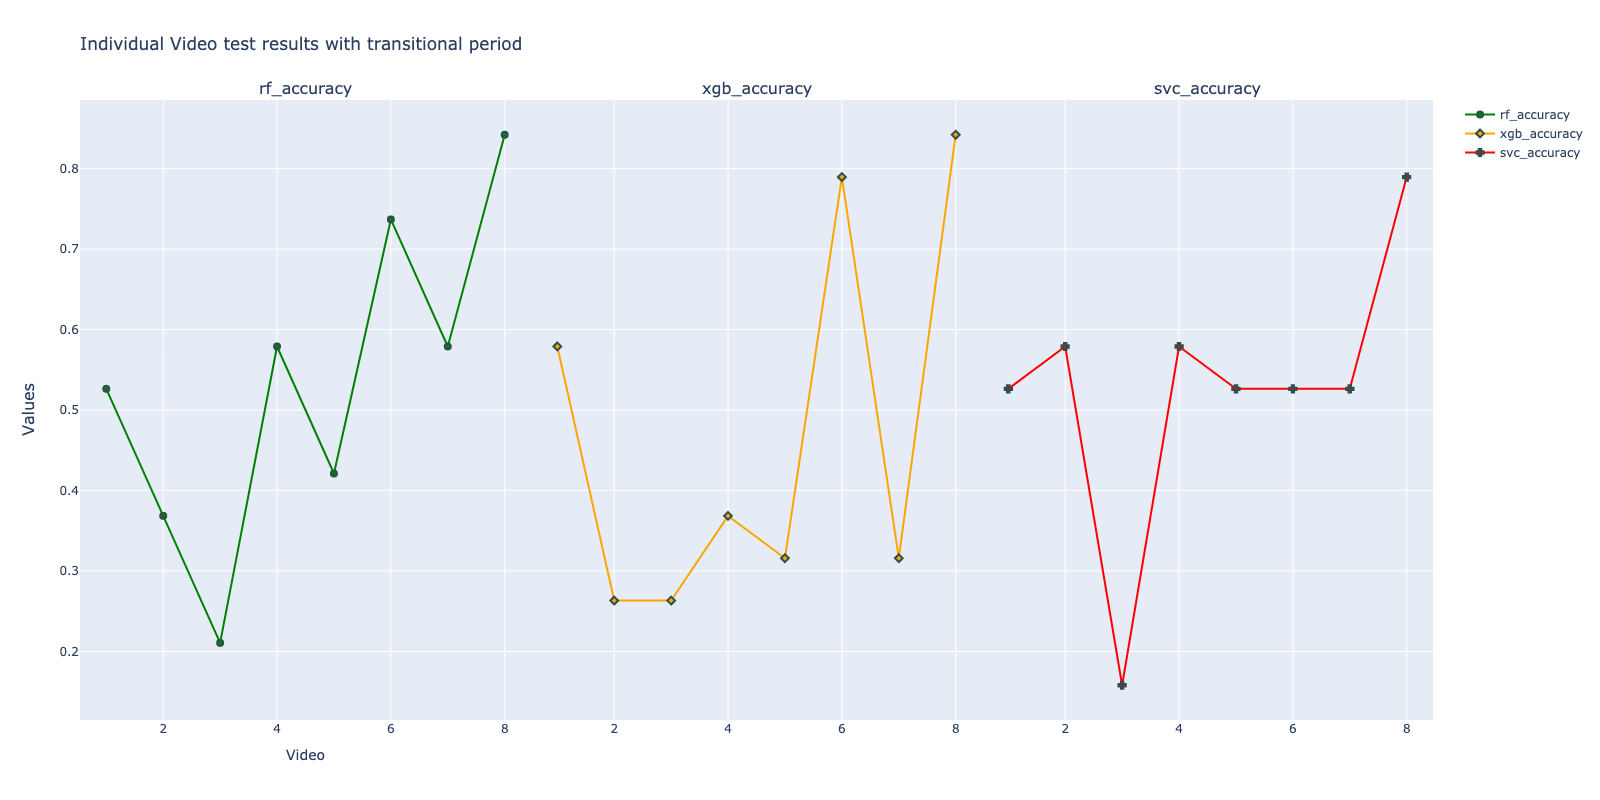 Individual Video test results with transitional period
rf_accuracy
xgb_accuracy
svc_accuracy
rf_accuracy
xgb_accuracy
svc_accuracy
Values
0.8
0.7
0.6
0.5
0.4
0.3
0.2
2 4 6 8 2 4 6 8 2 4 6 8
Video